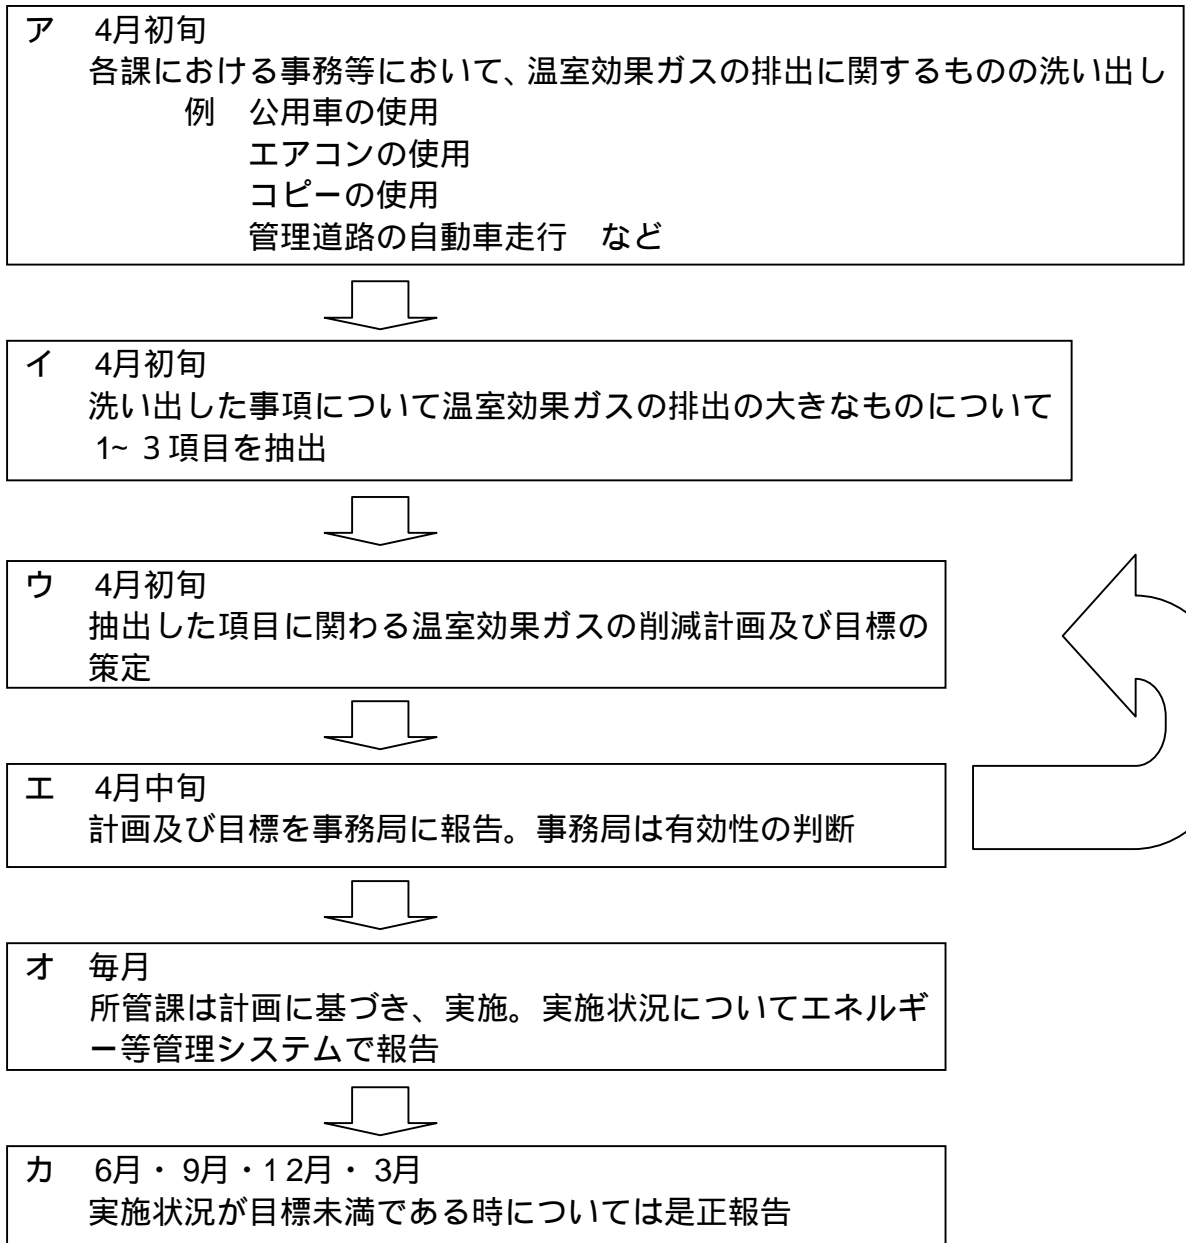 ア 4月初旬
各課における事務等において、温室効果ガスの排出に関するものの洗い出し
例 公用車の使用
エアコンの使用
コピーの使用
管理道路の自動車走行 など
イ 4月初旬
洗い出した事項について温室効果ガスの排出の大きなものについて
1~3項目を抽出
ウ 4月初旬
抽出した項目に関わる温室効果ガスの削減計画及び目標の
策定
エ 4月中旬
計画及び目標を事務局に報告。事務局は有効性の判断
オ 毎月
所管課は計画に基づき、実施。実施状況についてエネルギ
ー等管理システムで報告
カ 6月・9月・12月・3月
実施状況が目標未満である時については是正報告